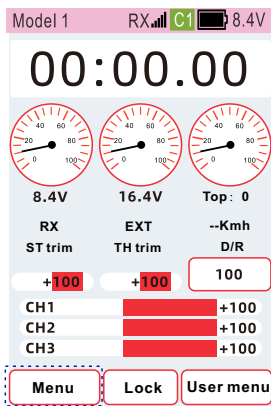 Model 1 RX C1 8.4V
00:00.00
40 60 40 60 40 60
20 80 20 80 20 80
0 100 0 100 0 100
8.4V 16.4V Top: 0
RX EXT --Kmh
ST trim TH trim D/R
+100 +100 100
CH1 +100
CH2 +100
CH3 +100
Menu Lock User menu